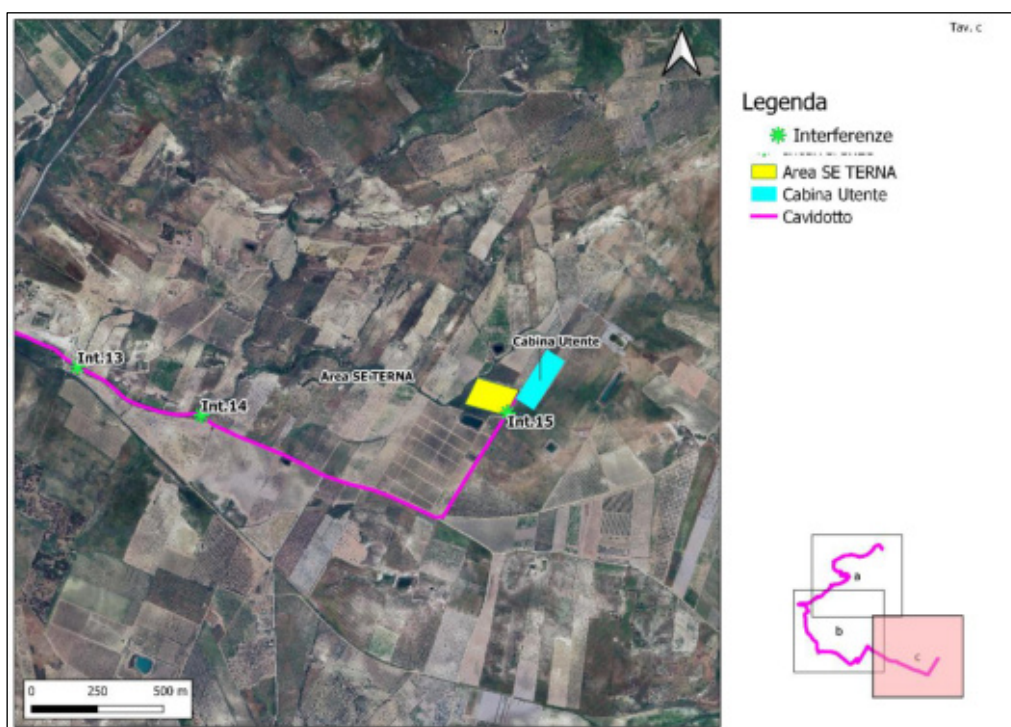 Tav. c
Legenda
Interferenze
Area SE TERNA
Cabina Utente
Cavidotto
Cabina Utente
Int.13
Area SE TERNA
Int.14
Int.15
a
b
c
0 250 500 m